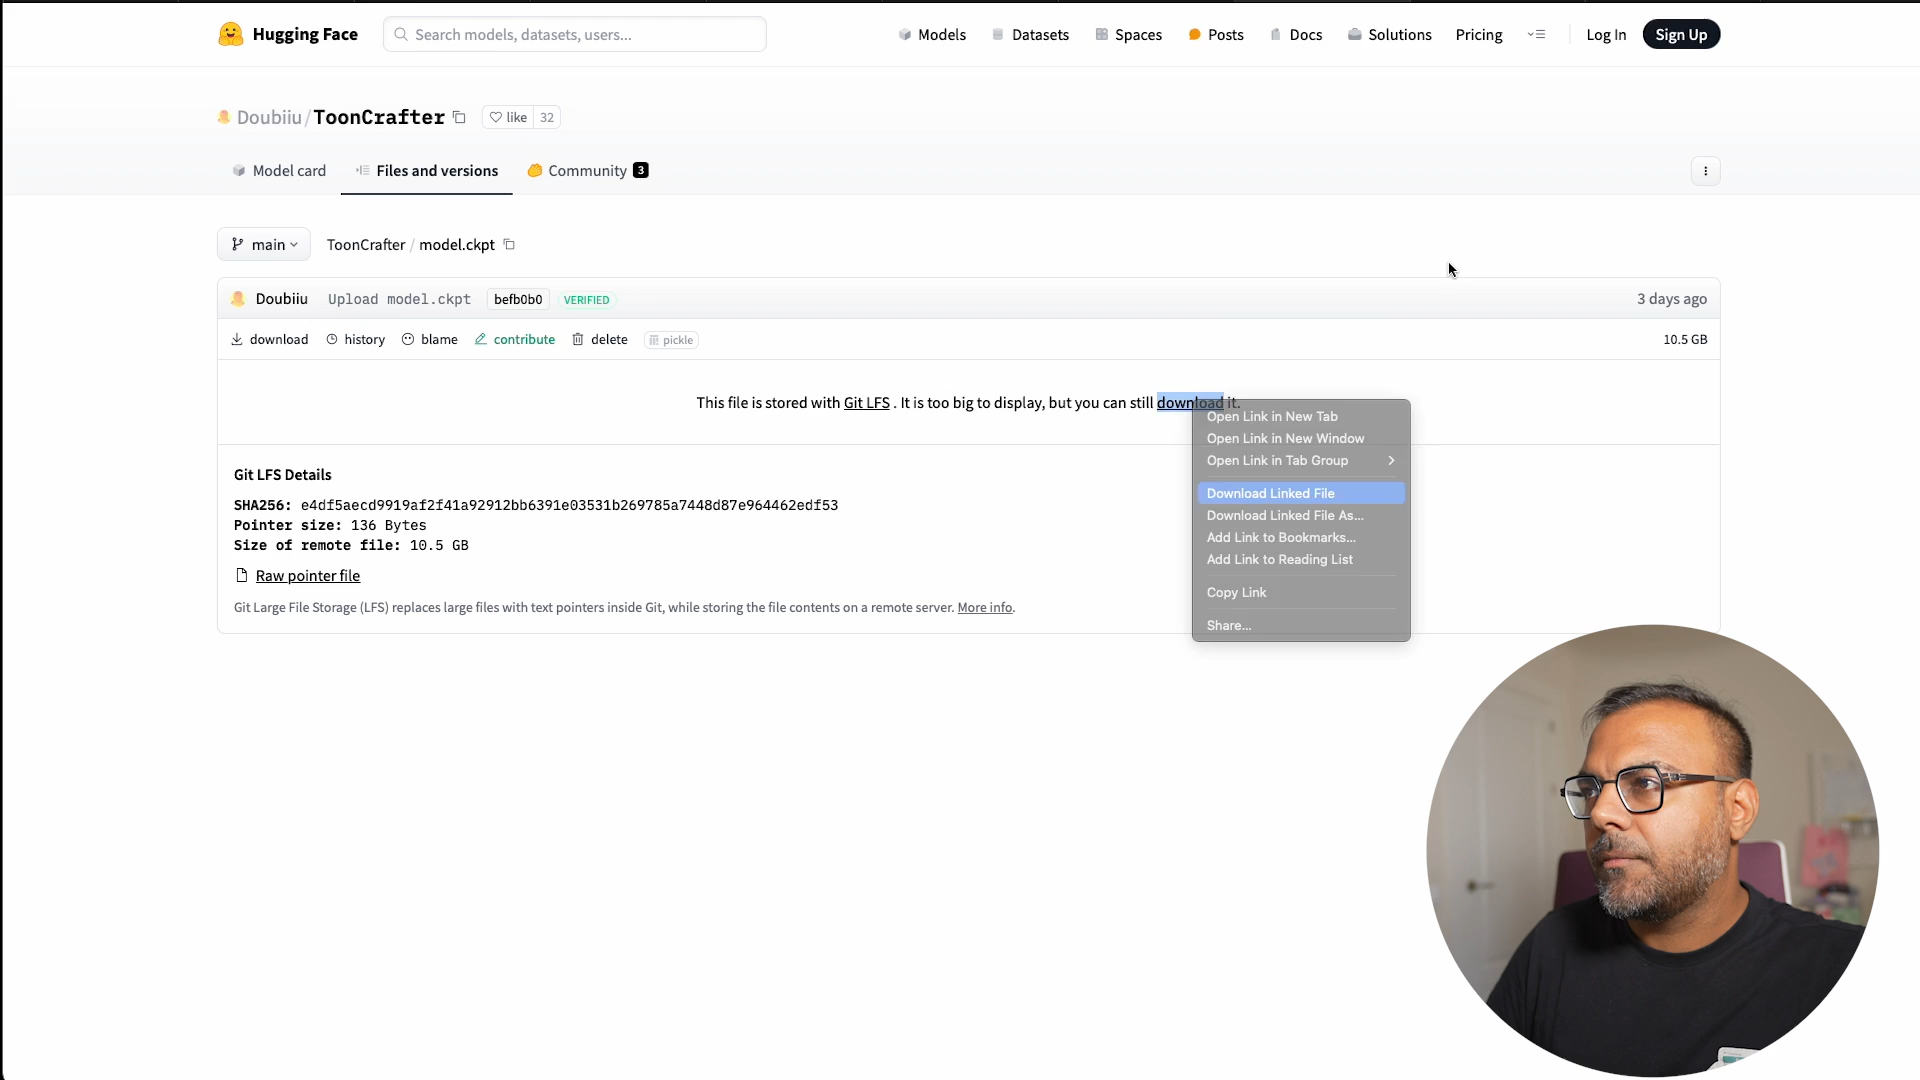 Hugging Face
Search models, datasets, users...
Models
Datasets
Spaces
Posts
Docs
Solutions
Pricing
Log In
Sign Up
Doubiiu/ToonCrafter
like 32
Model card
Files and versions
Community 3
main
ToonCrafter / model.ckpt
Doubiiu Upload model.ckpt befb0b0 VERIFIED 3 days ago
download history blame contribute delete pickle 10.5 GB
This file is stored with Git LFS . It is too big to display, but you can still download it.
Open Link in New Tab
Open Link in New Window
Open Link in Tab Group
Download Linked File
Download Linked File As...
Add Link to Bookmarks...
Add Link to Reading List
Copy Link
Share...
Git LFS Details
SHA256: e4df5aecd9919af2f41a92912bb6391e03531b269785a7448d87e964462edf53
Pointer size: 136 Bytes
Size of remote file: 10.5 GB
Raw pointer file
Git Large File Storage (LFS) replaces large files with text pointers inside Git, while storing the file contents on a remote server. More info.